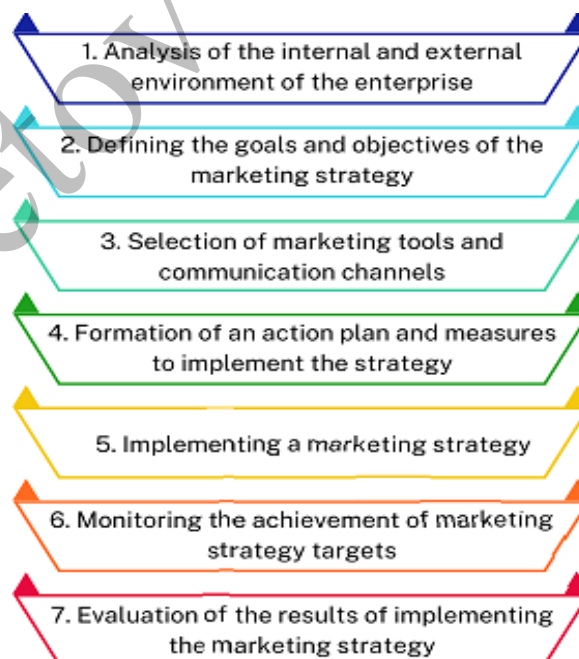 1. Analysis of the internal and external
environment of the enterprise
2. Defining the goals and objectives of the
marketing strategy
3. Selection of marketing tools and
communication channels
4. Formation of an action plan and measures
to implement the strategy
5. Implementing a marketing strategy
6. Monitoring the achievement of marketing
strategy targets
7. Evaluation of the results of implementing
the marketing strategy